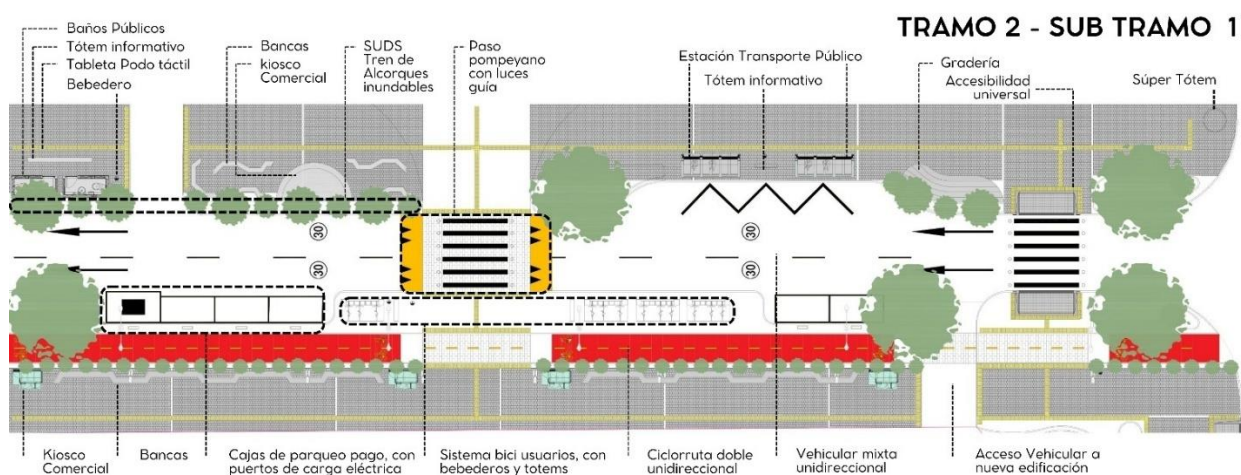 TRAMO 2 - SUB TRAMO 1
Baños Públicos
Tótem informativo
Tableta Podo táctil
Bebedero
Bancas
kiosco
Comercial
SUDS
Tren de
Alcorques
inundables
Paso
pompeyano
con luces
guía
Estación Transporte Público
Tótem informativo
Gradería
Accesibilidad
universal
Súper Tótem
30
30
30
30
Kiosco
Comercial
Bancas
Cajas de parqueo pago, con
puertos de carga eléctrica
Sistema bici usuarios, con
bebederos y totems
Ciclorruta doble
unidireccional
Vehicular mixta
unidireccional
Acceso Vehicular a
nueva edificación